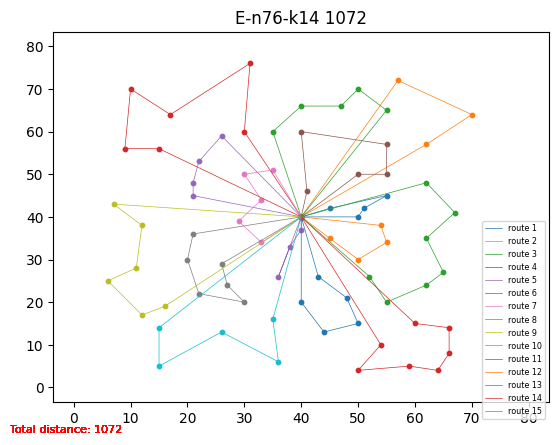 E-n76-k14 1072
80
70
60
50
40
30
20
10
0
0 10 20 30 40 50 60 70 80
route 1
route 2
route 3
route 4
route 5
route 6
route 7
route 8
route 9
route 10
route 11
route 12
route 13
route 14
route 15
Total distance: 1072